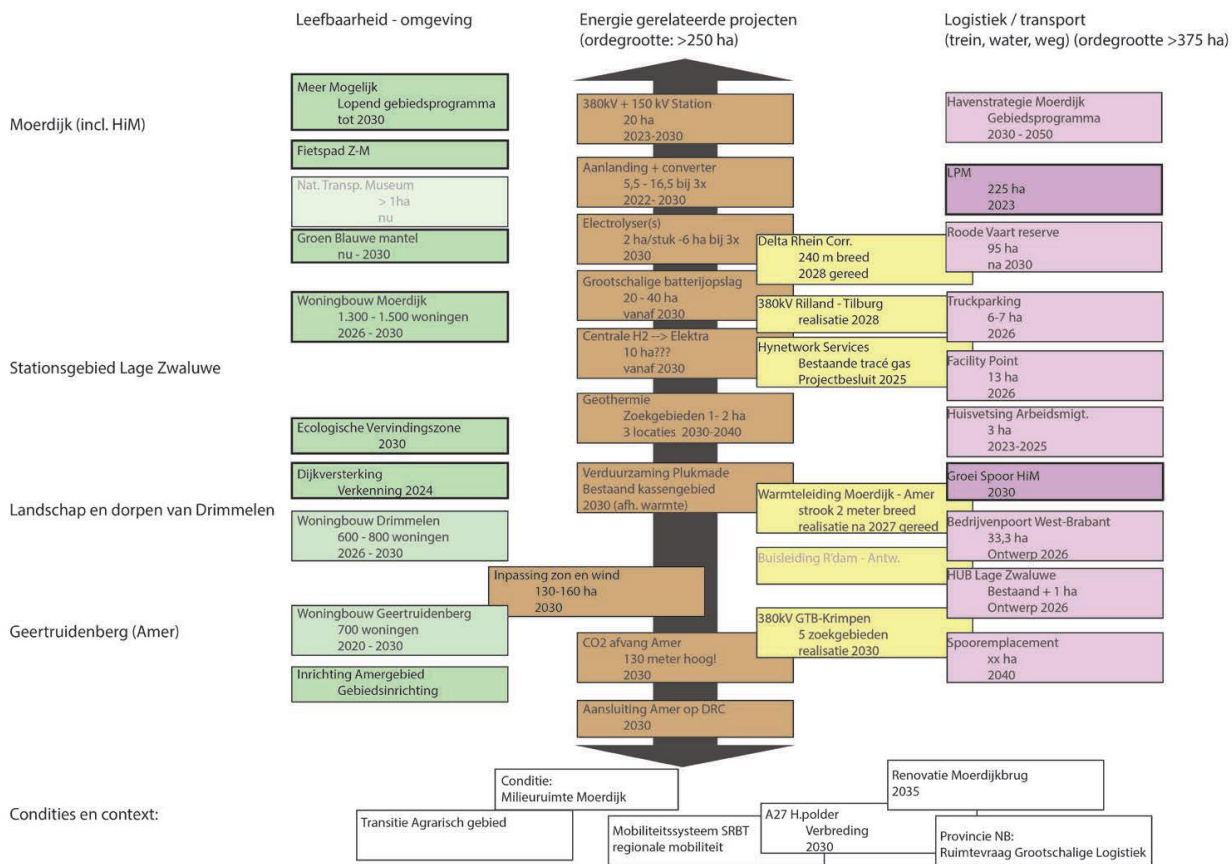 Leefbaarheid - omgeving
Energie gerelateerde projecten
(ordegrootte: >250 ha)
Logistiek / transport
(trein, water, weg) (ordegrootte >375 ha)
Moerdijk (incl. HiM)
Stationsgebied Lage Zwaluwe
Landschap en dorpen van Drimmelen
Geertruidenberg (Amer)
Meer Mogelijk
Lopend gebiedsprogramma
tot 2030
Fietspad Z-M
Nat. Transp. Museum
> 1ha
nu
Groen Blauwe mantel
nu - 2030
Woningbouw Moerdijk
1.300 - 1.500 woningen
2026 - 2030
Ecologische Vervindingszone
2030
Dijkversterking
Verkenning 2024
Woningbouw Drimmelen
600 - 800 woningen
2026 - 2030
Woningbouw Geertruidenberg
700 woningen
2020 - 2030
Inrichting Amergebied
Gebiedsinrichting
380kV + 150 kV Station
20 ha
2023-2030
Aanlanding + converter
5,5 - 16,5 bij 3x
2022- 2030
Electrolyser(s)
2 ha/stuk -6 ha bij 3x
2030
Grootschalige batterijopslag
20 - 40 ha
vanaf 2030
Centrale H2 --> Elektra
10 ha???
vanaf 2030
Geothermie
Zoekgebieden 1- 2 ha
3 locaties 2030-2040
Verduurzaming Plukmade
Bestaand kassengebied
2030 (afh. warmte)
Inpassing zon en wind
130-160 ha
2030
CO2 afvang Amer
130 meter hoog!
2030
Aansluiting Amer op DRC
2030
Delta Rhein Corr.
240 m breed
2028 gereed
380kV Rilland - Tilburg
realisatie 2028
Hynetwork Services
Bestaande tracé gas
Projectbesluit 2025
Warmteleiding Moerdijk - Amer
strook 2 meter breed
realisatie na 2027 gereed
Buisleiding R'dam - Antw.
380kV GTB-Krimpen
5 zoekgebieden
realisatie 2030
Havenstrategie Moerdijk
Gebiedsprogramma
2030 - 2050
LPM
225 ha
2023
Roode Vaart reserve
95 ha
na 2030
Truckparking
6-7 ha
2026
Facility Point
13 ha
2026
Huisvetsing Arbeidsmigt.
3 ha
2023-2025
Groei Spoor HiM
2030
Bedrijvenpoort West-Brabant
33,3 ha
Ontwerp 2026
HUB Lage Zwaluwe
Bestaand + 1 ha
Ontwerp 2026
Spooremplacement
xx ha
2040
Condities en context:
Conditie:
Milieuruimte Moerdijk
Transitie Agrarisch gebied
Mobiliteitssysteem SRBT
regionale mobiliteit
A27 H.polder
Verbreding
2030
Renovatie Moerdijkbrug
2035
Provincie NB:
Ruimtevraag Grootschalige Logistiek